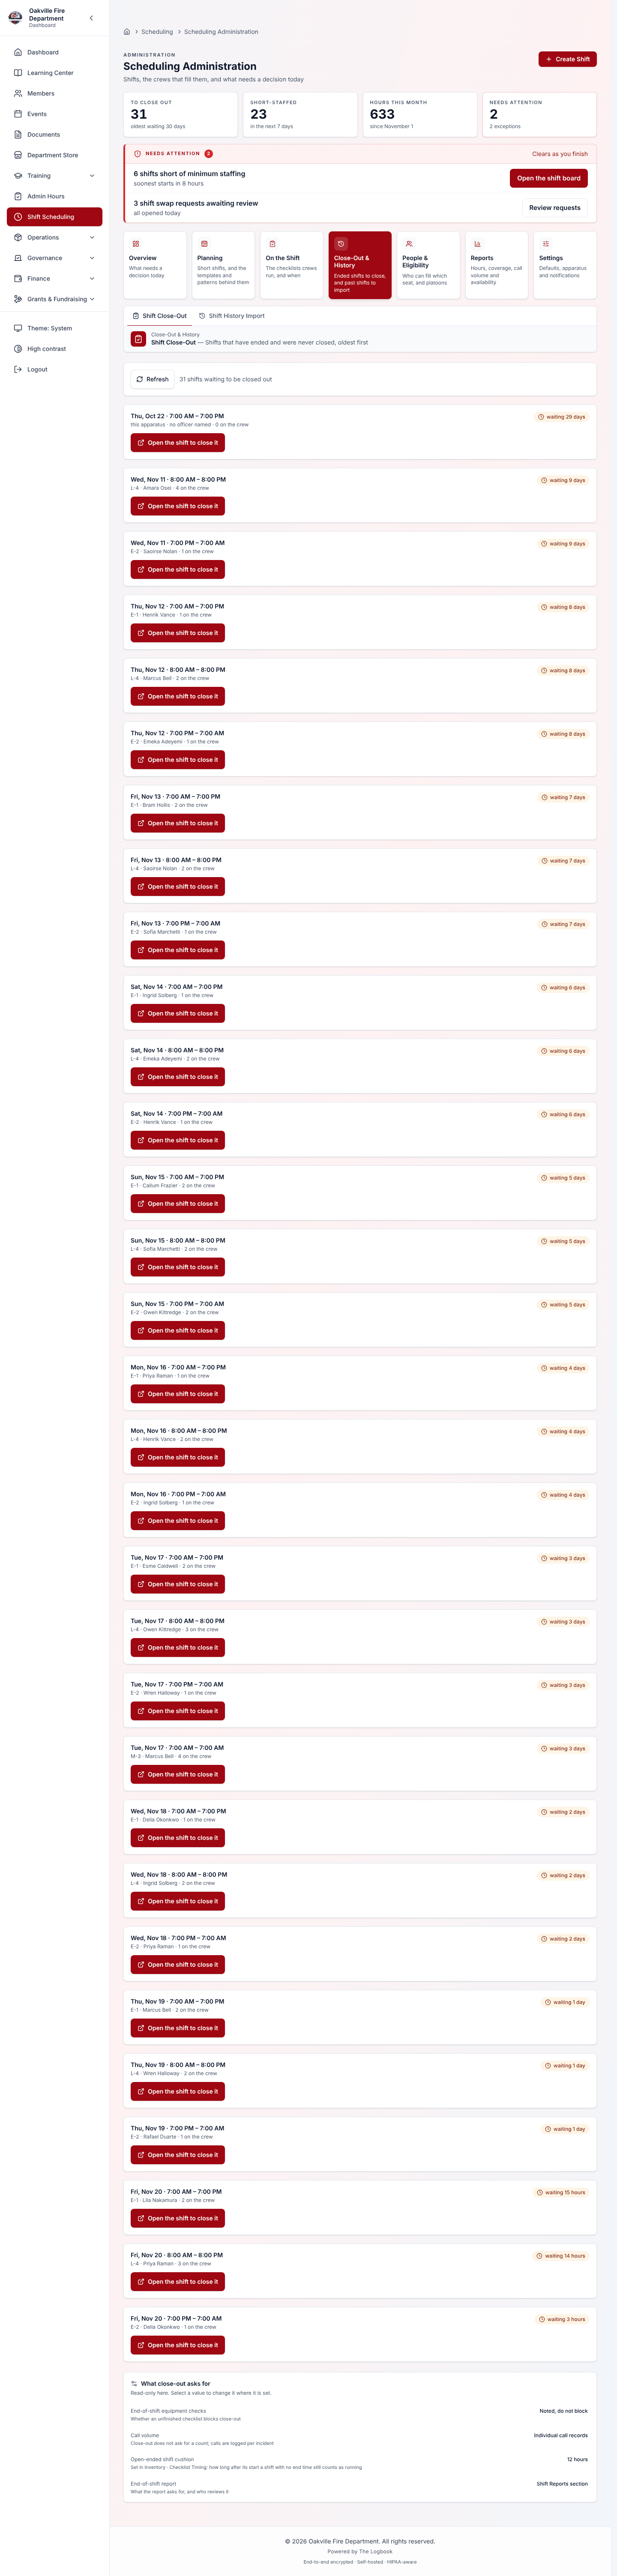 Oakville Fire
Department
Dashboard
Dashboard
Learning Center
Members
Events
Documents
Department Store
Training
Admin Hours
Shift Scheduling
Operations
Governance
Finance
Grants & Fundraising
Theme: System
High contrast
Logout
Scheduling
Scheduling Administration
ADMINISTRATION
Scheduling Administration
Shifts, the crews that fill them, and what needs a decision today
Create Shift
TO CLOSE OUT
31
oldest waiting 30 days
SHORT-STAFFED
23
in the next 7 days
HOURS THIS MONTH
633
since November 1
NEEDS ATTENTION
2
2 exceptions
NEEDS ATTENTION 2
Clears as you finish
6 shifts short of minimum staffing
soonest starts in 8 hours
Open the shift board
3 shift swap requests awaiting review
all opened today
Review requests
Overview
What needs a
decision today
Planning
Short shifts, and the
templates and
patterns behind them
On the Shift
The checklists crews
run, and when
Close-Out &
History
Ended shifts to close,
and past shifts to
import
People &
Eligibility
Who can fill which
seat, and platoons
Reports
Hours, coverage, call
volume and
availability
Settings
Defaults, apparatus
and notifications
Shift Close-Out
Shift History Import
Close-Out & History
Shift Close-Out — Shifts that have ended and were never closed, oldest first
Refresh
31 shifts waiting to be closed out
Thu, Oct 22 · 7:00 AM – 7:00 PM
waiting 29 days
this apparatus · no officer named · 0 on the crew
Open the shift to close it
Wed, Nov 11 · 8:00 AM – 8:00 PM
waiting 9 days
L-4 · Amara Osei · 4 on the crew
Open the shift to close it
Wed, Nov 11 · 7:00 PM – 7:00 AM
waiting 9 days
E-2 · Saoirse Nolan · 1 on the crew
Open the shift to close it
Thu, Nov 12 · 7:00 AM – 7:00 PM
waiting 8 days
E-1 · Henrik Vance · 1 on the crew
Open the shift to close it
Thu, Nov 12 · 8:00 AM – 8:00 PM
waiting 8 days
L-4 · Marcus Bell · 2 on the crew
Open the shift to close it
Thu, Nov 12 · 7:00 PM – 7:00 AM
waiting 8 days
E-2 · Emeka Adeyemi · 1 on the crew
Open the shift to close it
Fri, Nov 13 · 7:00 AM – 7:00 PM
waiting 7 days
E-1 · Bram Hollis · 2 on the crew
Open the shift to close it
Fri, Nov 13 · 8:00 AM – 8:00 PM
waiting 7 days
L-4 · Saoirse Nolan · 2 on the crew
Open the shift to close it
Fri, Nov 13 · 7:00 PM – 7:00 AM
waiting 7 days
E-2 · Sofia Marchetti · 1 on the crew
Open the shift to close it
Sat, Nov 14 · 7:00 AM – 7:00 PM
waiting 6 days
E-1 · Ingrid Solberg · 1 on the crew
Open the shift to close it
Sat, Nov 14 · 8:00 AM – 8:00 PM
waiting 6 days
L-4 · Emeka Adeyemi · 2 on the crew
Open the shift to close it
Sat, Nov 14 · 7:00 PM – 7:00 AM
waiting 6 days
E-2 · Henrik Vance · 1 on the crew
Open the shift to close it
Sun, Nov 15 · 7:00 AM – 7:00 PM
waiting 5 days
E-1 · Callum Frazier · 2 on the crew
Open the shift to close it
Sun, Nov 15 · 8:00 AM – 8:00 PM
waiting 5 days
L-4 · Sofia Marchetti · 2 on the crew
Open the shift to close it
Sun, Nov 15 · 7:00 PM – 7:00 AM
waiting 5 days
E-2 · Owen Kittredge · 2 on the crew
Open the shift to close it
Mon, Nov 16 · 7:00 AM – 7:00 PM
waiting 4 days
E-1 · Priya Raman · 1 on the crew
Open the shift to close it
Mon, Nov 16 · 8:00 AM – 8:00 PM
waiting 4 days
L-4 · Henrik Vance · 2 on the crew
Open the shift to close it
Mon, Nov 16 · 7:00 PM – 7:00 AM
waiting 4 days
E-2 · Ingrid Solberg · 1 on the crew
Open the shift to close it
Tue, Nov 17 · 7:00 AM – 7:00 PM
waiting 3 days
E-1 · Esme Caldwell · 2 on the crew
Open the shift to close it
Tue, Nov 17 · 8:00 AM – 8:00 PM
waiting 3 days
L-4 · Owen Kittredge · 3 on the crew
Open the shift to close it
Tue, Nov 17 · 7:00 PM – 7:00 AM
waiting 3 days
E-2 · Wren Halloway · 1 on the crew
Open the shift to close it
Tue, Nov 17 · 7:00 AM – 7:00 AM
waiting 3 days
M-3 · Marcus Bell · 4 on the crew
Open the shift to close it
Wed, Nov 18 · 7:00 AM – 7:00 PM
waiting 2 days
E-1 · Delia Okonkwo · 1 on the crew
Open the shift to close it
Wed, Nov 18 · 8:00 AM – 8:00 PM
waiting 2 days
L-4 · Ingrid Solberg · 2 on the crew
Open the shift to close it
Wed, Nov 18 · 7:00 PM – 7:00 AM
waiting 2 days
E-2 · Priya Raman · 1 on the crew
Open the shift to close it
Thu, Nov 19 · 7:00 AM – 7:00 PM
waiting 1 day
E-1 · Marcus Bell · 2 on the crew
Open the shift to close it
Thu, Nov 19 · 8:00 AM – 8:00 PM
waiting 1 day
L-4 · Wren Halloway · 2 on the crew
Open the shift to close it
Thu, Nov 19 · 7:00 PM – 7:00 AM
waiting 1 day
E-2 · Rafael Duarte · 1 on the crew
Open the shift to close it
Fri, Nov 20 · 7:00 AM – 7:00 PM
waiting 15 hours
E-1 · Lila Nakamura · 2 on the crew
Open the shift to close it
Fri, Nov 20 · 8:00 AM – 8:00 PM
waiting 14 hours
L-4 · Priya Raman · 3 on the crew
Open the shift to close it
Fri, Nov 20 · 7:00 PM – 7:00 AM
waiting 3 hours
E-2 · Delia Okonkwo · 1 on the crew
Open the shift to close it
What close-out asks for
Read-only here. Select a value to change it where it is set.
End-of-shift equipment checks
Noted, do not block
Whether an unfinished checklist blocks close-out
Call volume
Individual call records
Close-out does not ask for a count; calls are logged per incident
Open-ended shift cushion
12 hours
Set in Inventory · Checklist Timing: how long after its start a shift with no end time still counts as running
End-of-shift report
Shift Reports section
What the report asks for, and who reviews it
© 2026 Oakville Fire Department. All rights reserved.
Powered by The Logbook
End-to-end encrypted · Self-hosted · HIPAA-aware